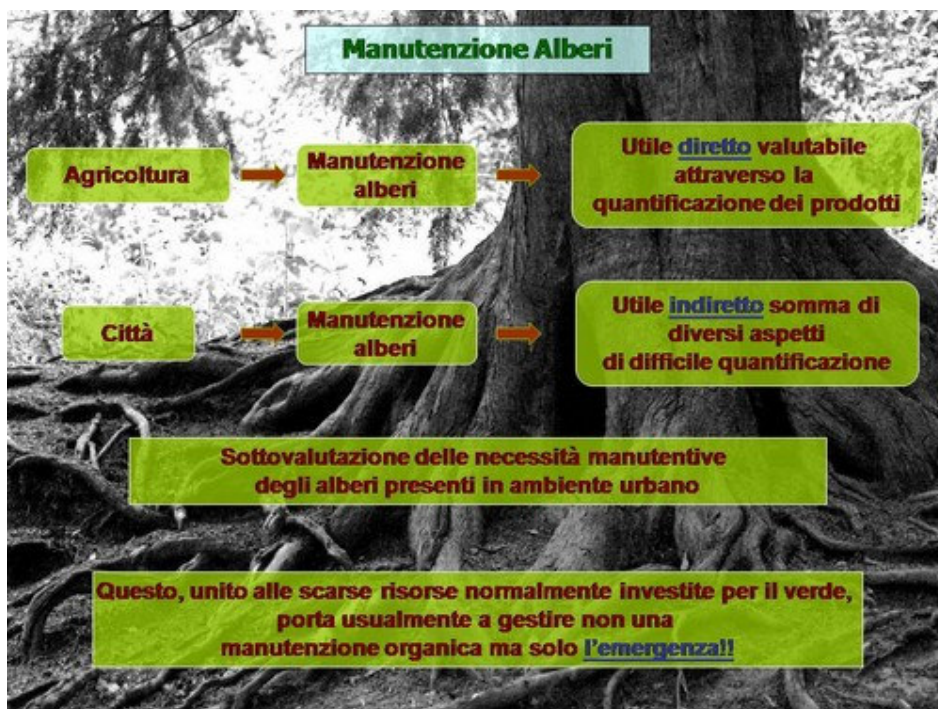 Manutenzione Alberi
Agricoltura
Manutenzione
alberi
Utile diretto valutabile
attraverso la
quantificazione dei prodotti
Città
Manutenzione
alberi
Utile indiretto somma di
diversi aspetti
di difficile quantificazione
Sottovalutazione delle necessità manutentive
degli alberi presenti in ambiente urbano
Questo, unito alle scarse risorse normalmente investite per il verde,
porta usualmente a gestire non una
manutenzione organica ma solo l'emergenza!!